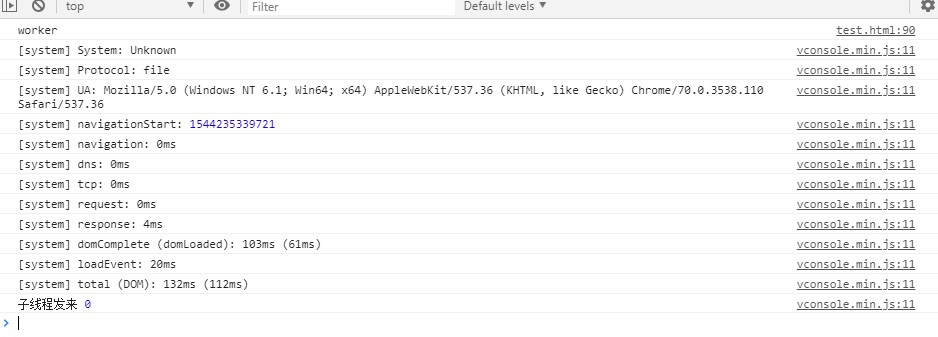 top Filter Default levels
worker test.html:90
[system] System: Unknown vconsole.min.js:11
[system] Protocol: file vconsole.min.js:11
[system] UA: Mozilla/5.0 (Windows NT 6.1; Win64; x64) AppleWebKit/537.36 (KHTML, like Gecko) Chrome/70.0.3538.110 vconsole.min.js:11
Safari/537.36
[system] navigationStart: 1544235339721 vconsole.min.js:11
[system] navigation: 0ms vconsole.min.js:11
[system] dns: 0ms vconsole.min.js:11
[system] tcp: 0ms vconsole.min.js:11
[system] request: 0ms vconsole.min.js:11
[system] response: 4ms vconsole.min.js:11
[system] domComplete (domLoaded): 103ms (61ms) vconsole.min.js:11
[system] loadEvent: 20ms vconsole.min.js:11
[system] total (DOM): 132ms (112ms) vconsole.min.js:11
子线程发来 0 vconsole.min.js:11